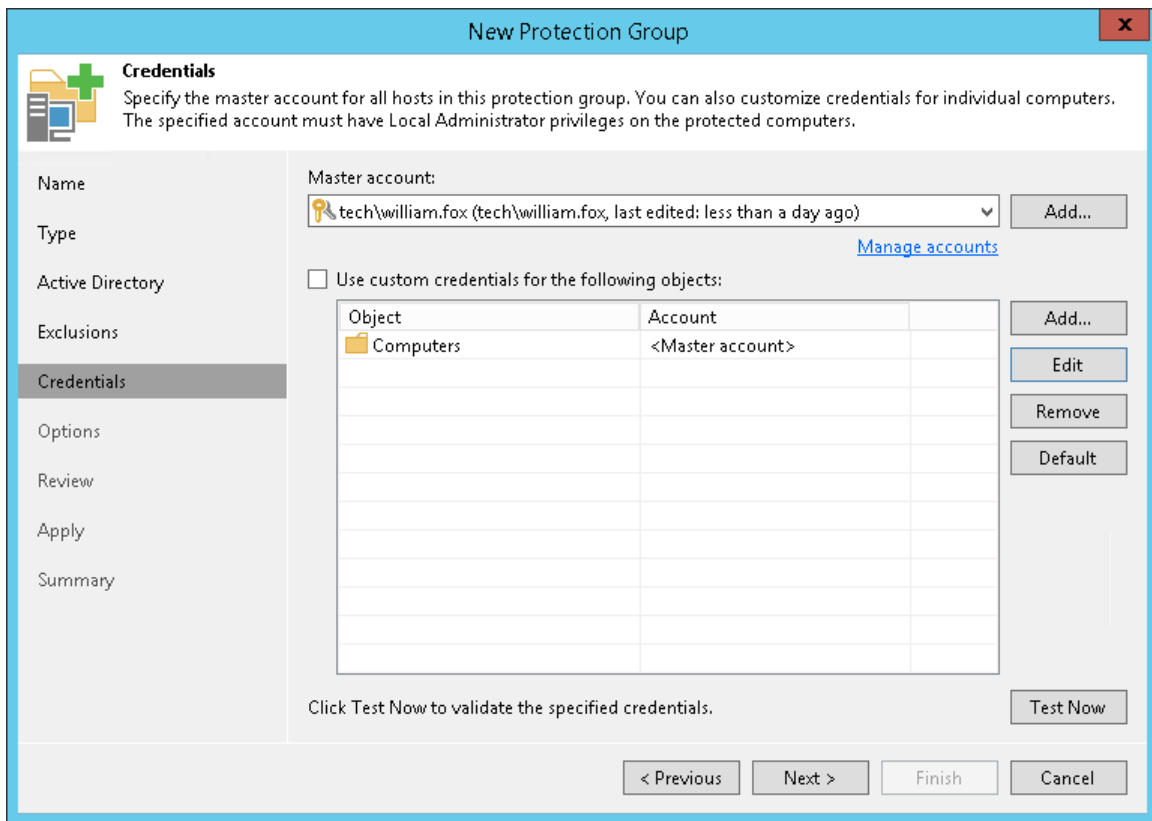 New Protection Group
x
Credentials
Specify the master account for all hosts in this protection group. You can also customize credentials for individual computers.
The specified account must have Local Administrator privileges on the protected computers.
Name
Type
Active Directory
Exclusions
Credentials
Options
Review
Apply
Summary
Master account:
tech\william.fox (tech\william.fox, last edited: less than a day ago)
Add...
Manage accounts
Use custom credentials for the following objects:
Object Account
Computers <Master account>
Add...
Edit
Remove
Default
Click Test Now to validate the specified credentials.
Test Now
< Previous
Next >
Finish
Cancel